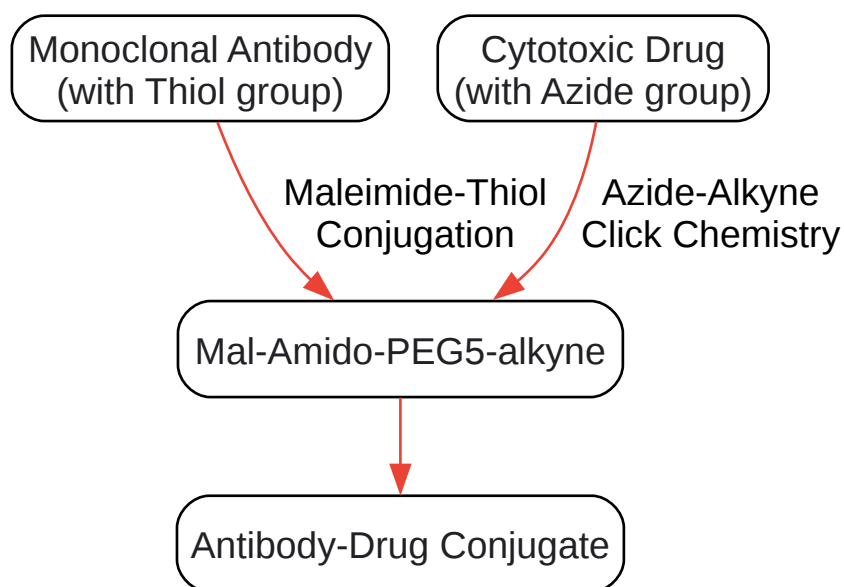 Monoclonal Antibody
(with Thiol group)
Cytotoxic Drug
(with Azide group)
Maleimide-Thiol
Conjugation
Azide-Alkyne
Click Chemistry
Mal-Amido-PEG5-alkyne
Antibody-Drug Conjugate